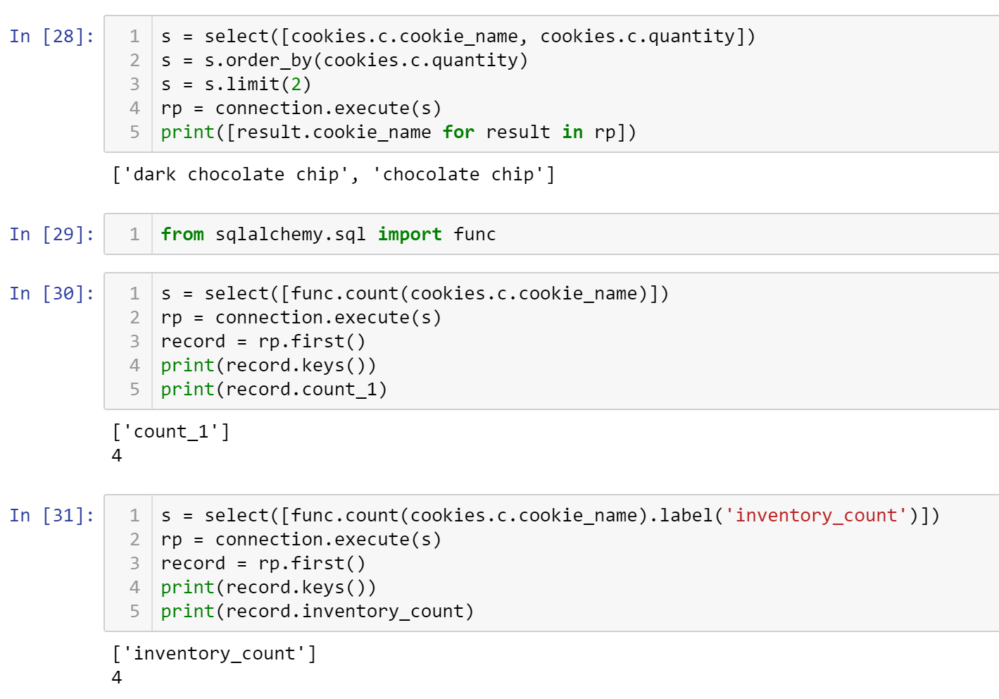 In [28]:
1 s = select([cookies.c.cookie_name, cookies.c.quantity])
2 s = s.order_by(cookies.c.quantity)
3 s = s.limit(2)
4 rp = connection.execute(s)
5 print([result.cookie_name for result in rp])
['dark chocolate chip', 'chocolate chip']
In [29]:
1 from sqlalchemy.sql import func
In [30]:
1 s = select([func.count(cookies.c.cookie_name)])
2 rp = connection.execute(s)
3 record = rp.first()
4 print(record.keys())
5 print(record.count_1)
['count_1']
4
In [31]:
1 s = select([func.count(cookies.c.cookie_name).label('inventory_count')])
2 rp = connection.execute(s)
3 record = rp.first()
4 print(record.keys())
5 print(record.inventory_count)
['inventory_count']
4